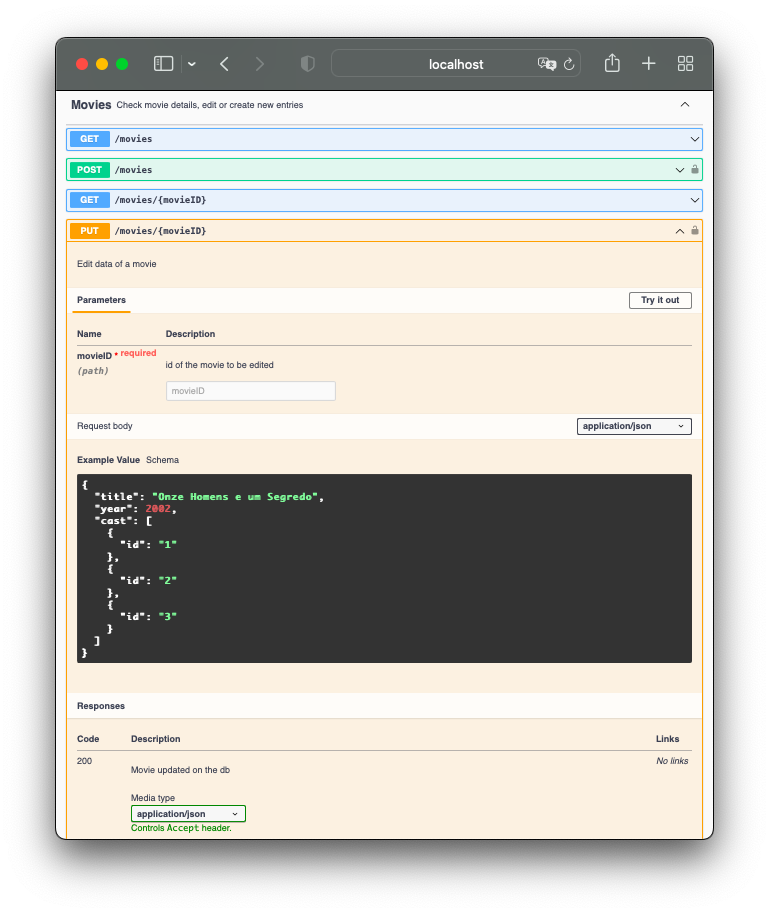 localhost
Movies Check movie details, edit or create new entries
GET /movies
POST /movies
GET /movies/{movieID}
PUT /movies/{movieID}
Edit data of a movie
Parameters Try it out
Name Description
movieID * required
(path)
id of the movie to be edited
movieID
Request body application/json
Example Value Schema
{
"title": "Onze Homens e um Segredo",
"year": 2002,
"cast": [
{
"id": "1"
},
{
"id": "2"
},
{
"id": "3"
}
]
}
Responses
Code Description Links
200 Movie updated on the db No links
Media type
application/json
Controls Accept header.